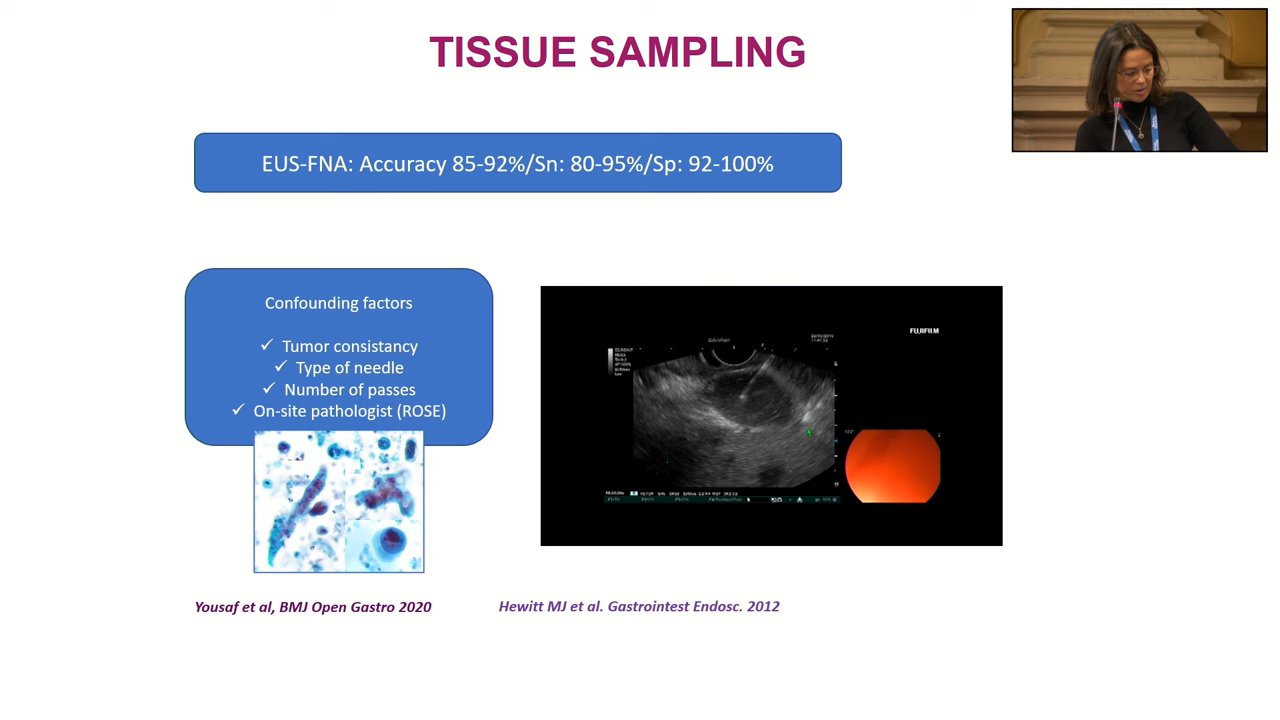 TISSUE SAMPLING
EUS-FNA: Accuracy 85-92%/Sn: 80-95%/Sp: 92-100%
Confounding factors
✓ Tumor consistancy
✓ Type of needle
✓ Number of passes
✓ On-site pathologist (ROSE)
FUJIFILM
Yousaf et al, BMJ Open Gastro 2020
Hewitt MJ et al. Gastrointest Endosc. 2012